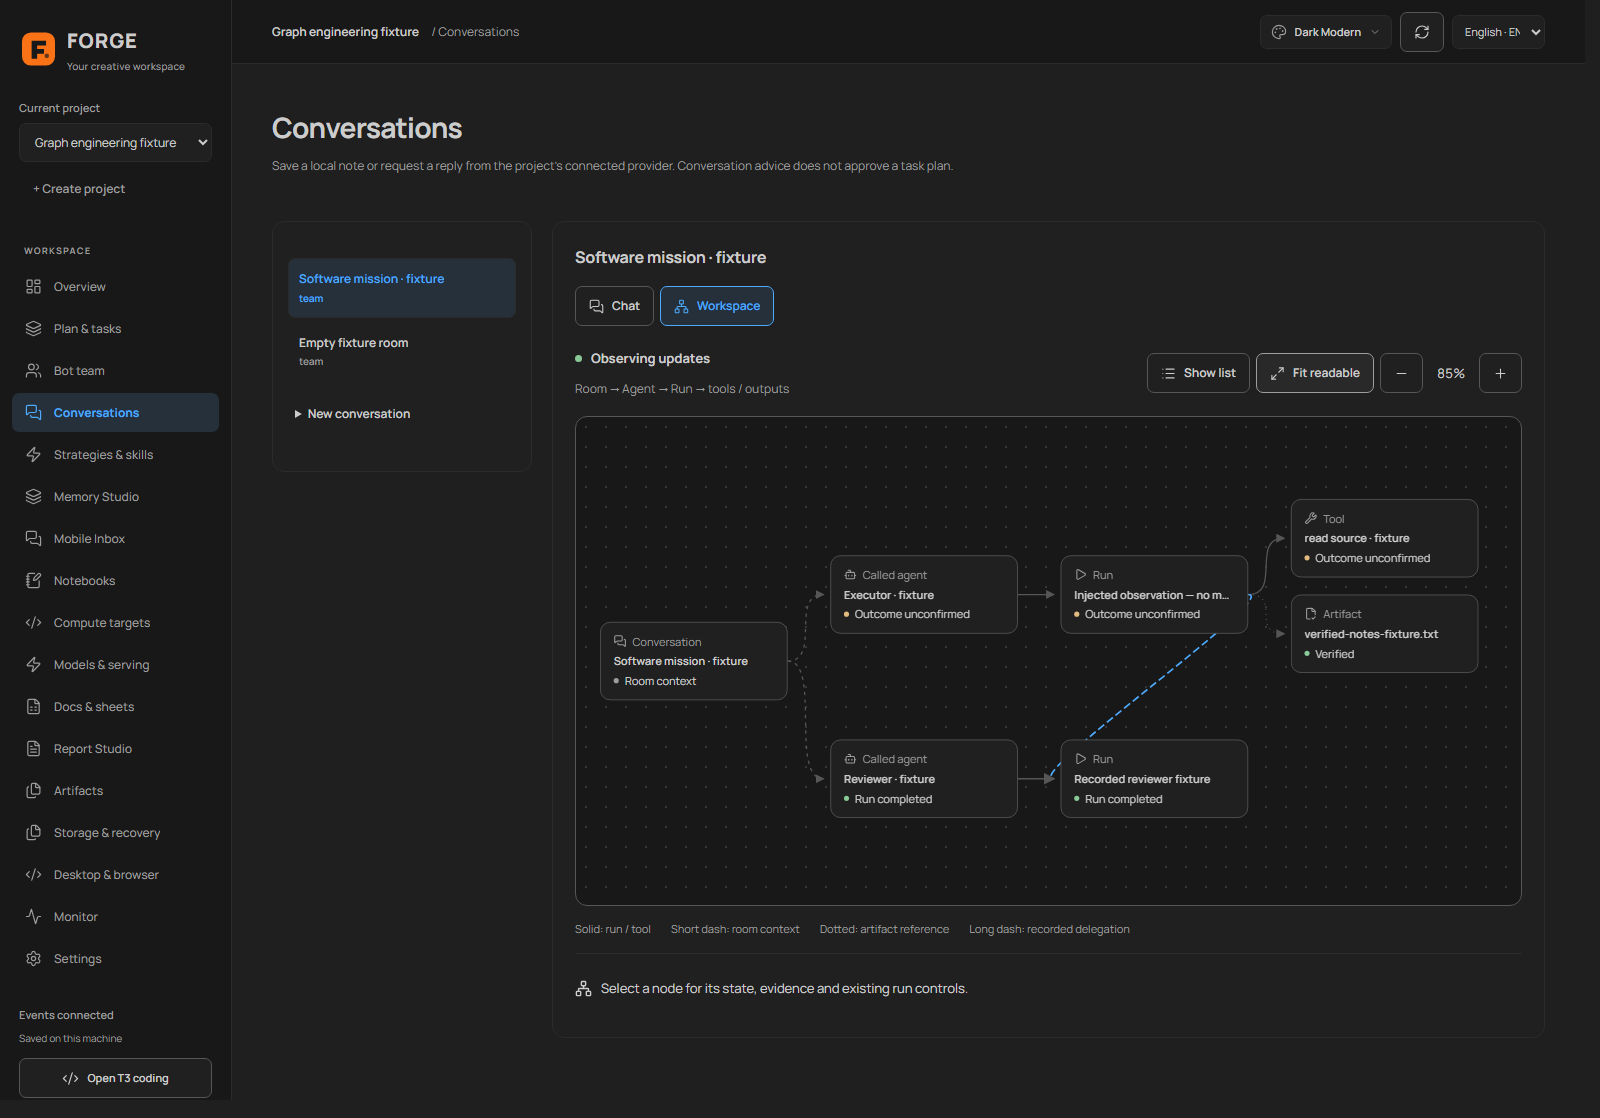 FORGE
Your creative workspace
Current project
Graph engineering fixture
+ Create project
WORKSPACE
Overview
Plan & tasks
Bot team
Conversations
Strategies & skills
Memory Studio
Mobile Inbox
Notebooks
Compute targets
Models & serving
Docs & sheets
Report Studio
Artifacts
Storage & recovery
Desktop & browser
Monitor
Settings
Events connected
Saved on this machine
Open T3 coding
Graph engineering fixture / Conversations
Dark Modern
English · EN
Conversations
Save a local note or request a reply from the project's connected provider. Conversation advice does not approve a task plan.
Software mission · fixture
team
Empty fixture room
team
New conversation
Software mission · fixture
Chat
Workspace
Observing updates
Room → Agent → Run → tools / outputs
Show list
Fit readable
−
85%
+
Conversation
Software mission · fixture
Room context
Called agent
Executor · fixture
Outcome unconfirmed
Run
Injected observation — no m...
Outcome unconfirmed
Tool
read source · fixture
Outcome unconfirmed
Artifact
verified-notes-fixture.txt
Verified
Called agent
Reviewer · fixture
Run completed
Run
Recorded reviewer fixture
Run completed
Solid: run / tool
Short dash: room context
Dotted: artifact reference
Long dash: recorded delegation
Select a node for its state, evidence and existing run controls.